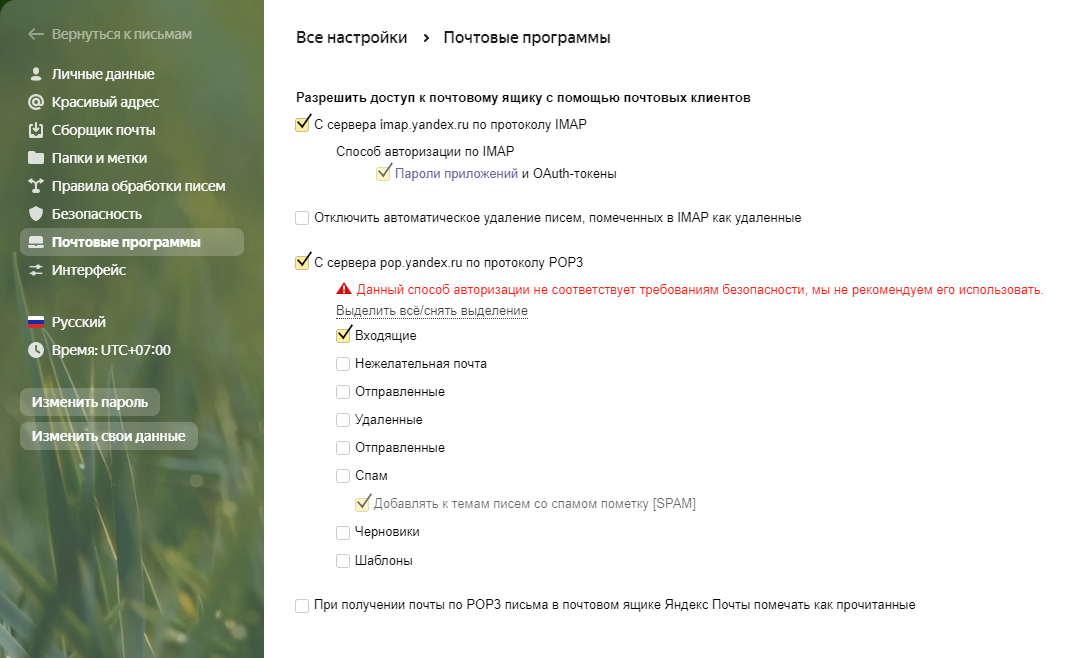 Вернуться к письмам
Личные данные
Красивый адрес
Сборщик почты
Папки и метки
Правила обработки писем
Безопасность
Почтовые программы
Интерфейс
Русский
Время: UTC+07:00
Изменить пароль
Изменить свои данные
Все настройки › Почтовые программы
Разрешить доступ к почтовому ящику с помощью почтовых клиентов
С сервера imap.yandex.ru по протоколу IMAP
Способ авторизации по IMAP
Пароли приложений и OAuth-токены
Отключить автоматическое удаление писем, помеченных в IMAP как удаленные
С сервера pop.yandex.ru по протоколу POP3
Данный способ авторизации не соответствует требованиям безопасности, мы не рекомендуем его использовать.
Выделить всё/снять выделение
Входящие
Нежелательная почта
Отправленные
Удаленные
Отправленные
Спам
Добавлять к темам писем со спамом пометку [SPAM]
Черновики
Шаблоны
При получении почты по POP3 письма в почтовом ящике Яндекс Почты помечать как прочитанные